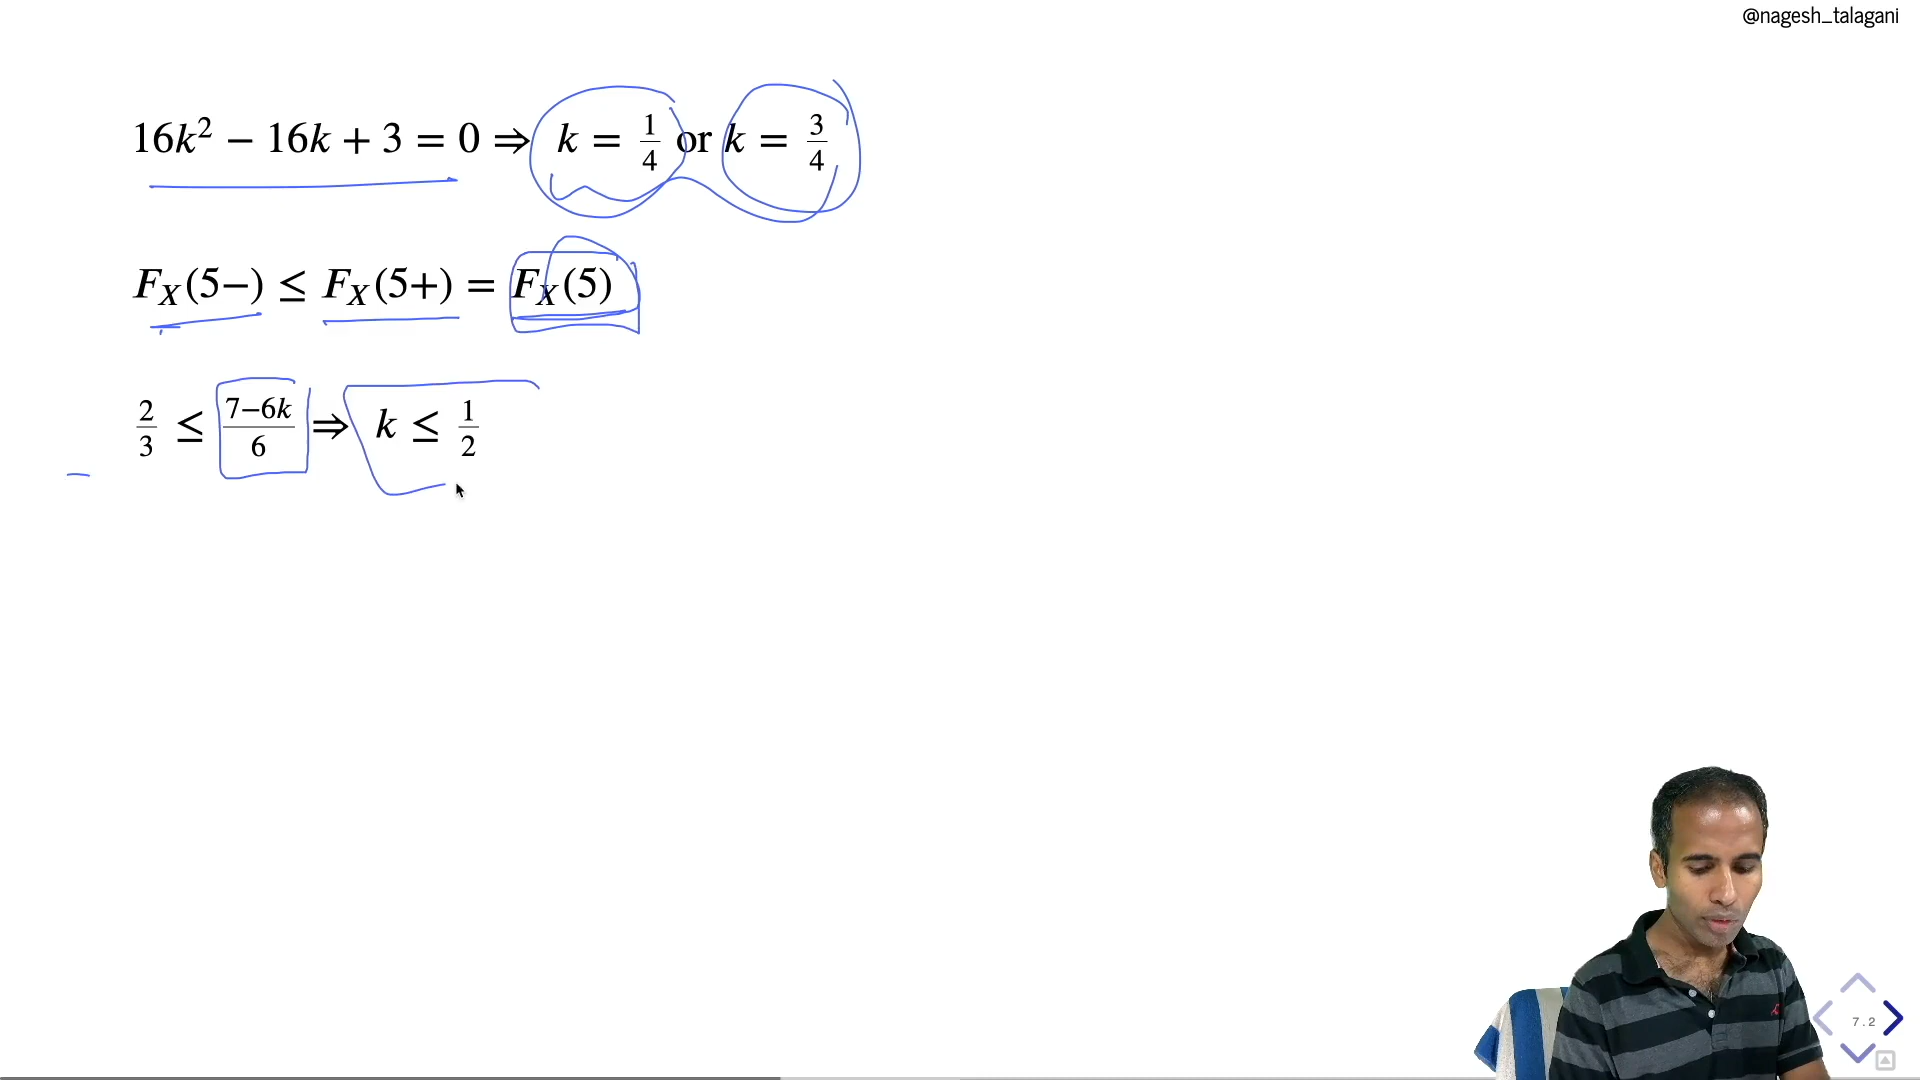 @nagesh_talagani
16k² − 16k + 3 = 0 ⇒ k = 1/4 or k = 3/4
F_X(5−) ≤ F_X(5+) = F_X(5)
2/3 ≤ (7−6k)/6 ⇒ k ≤ 1/2
7.2